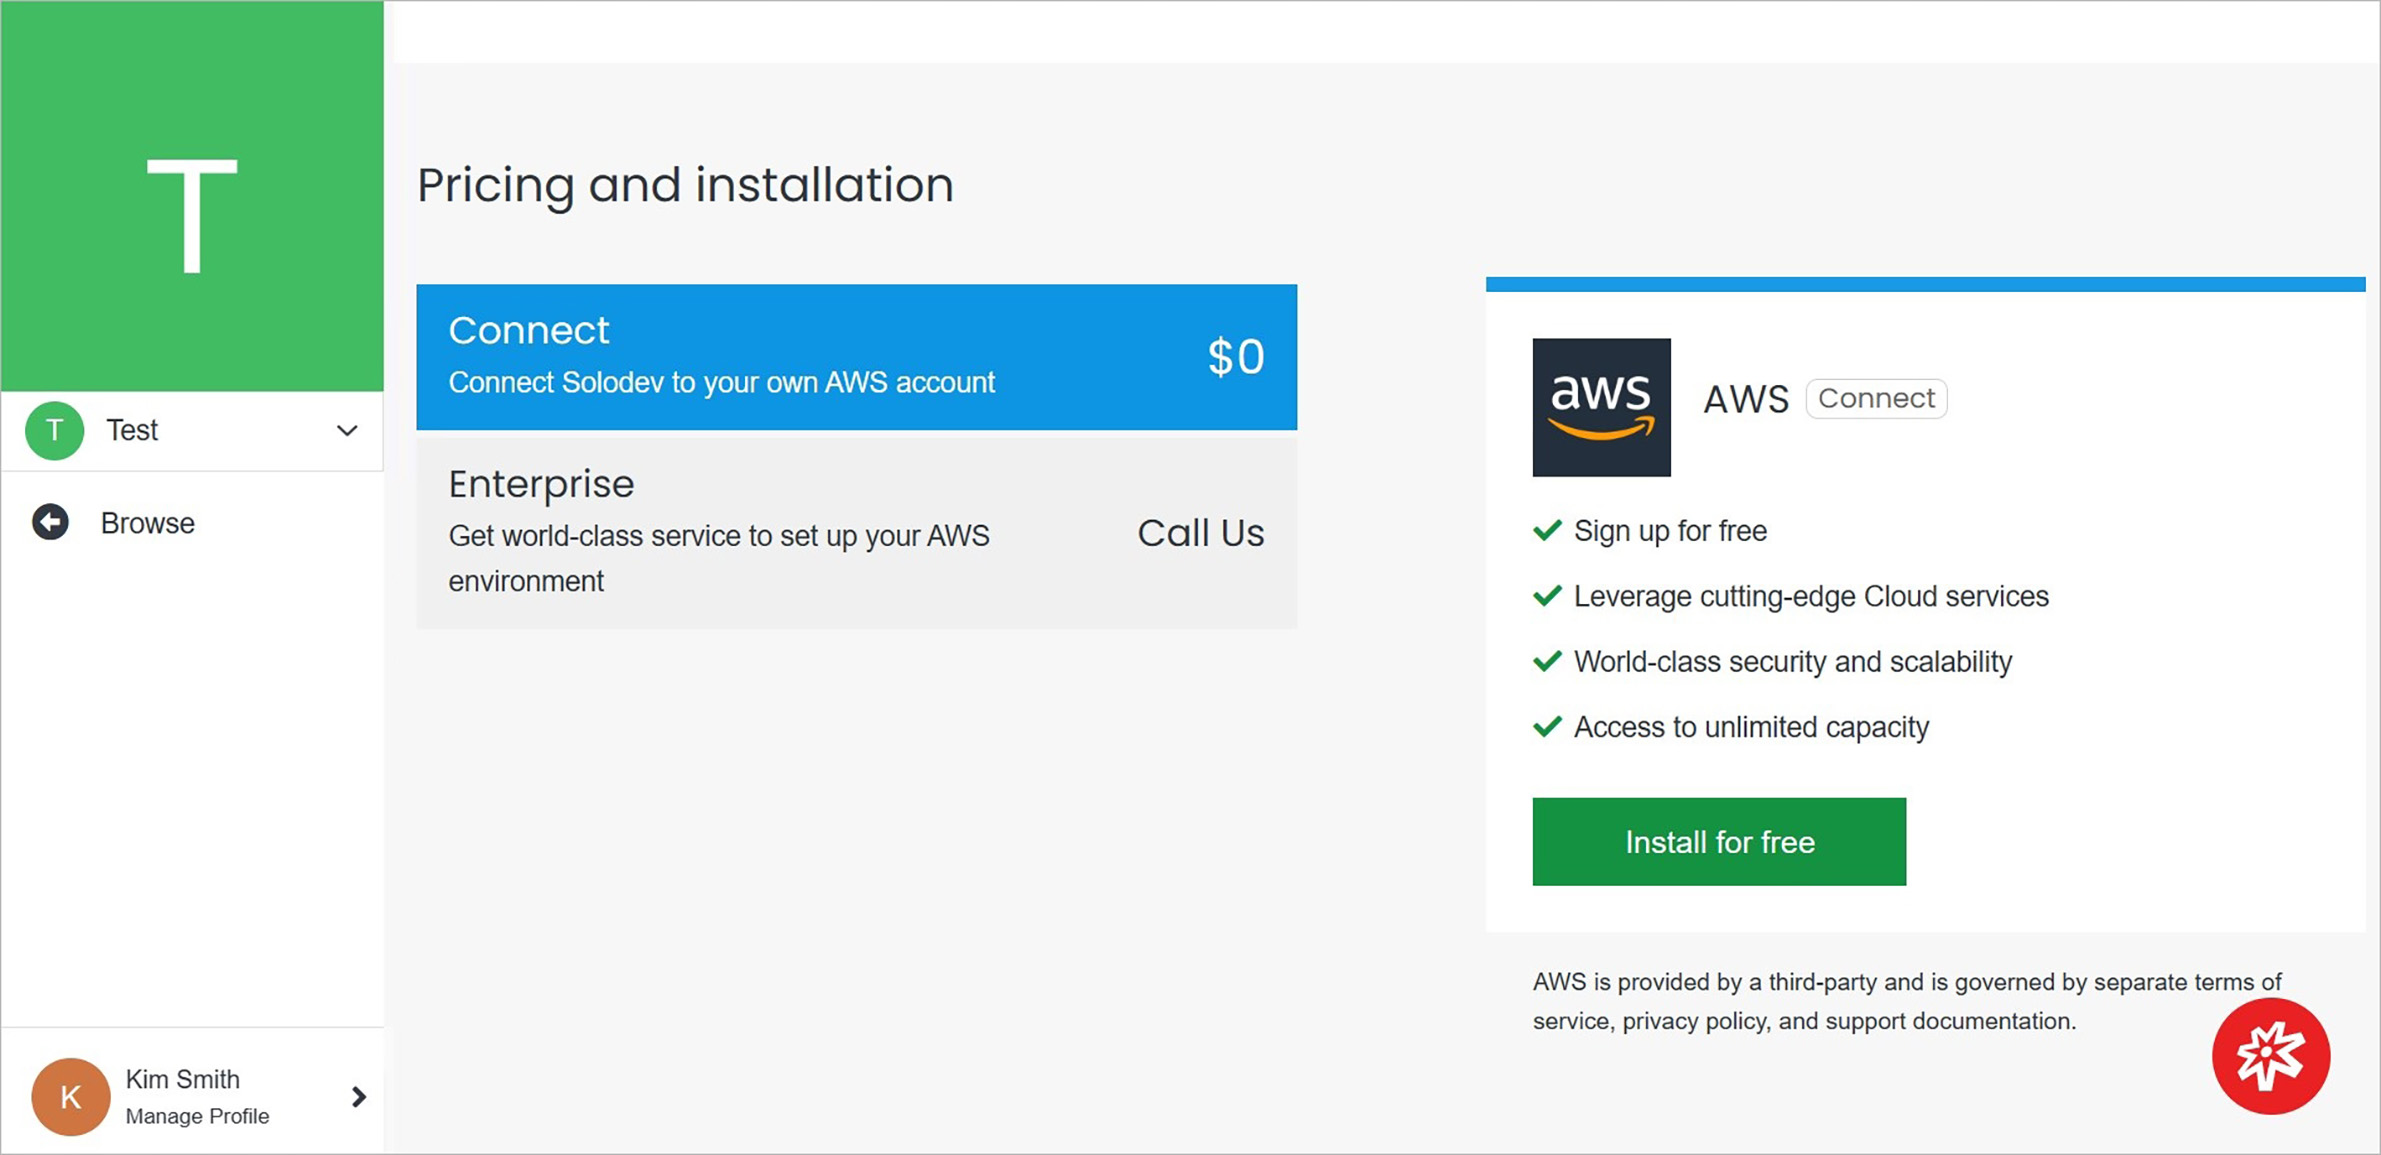 T
T Test
Browse
K
Kim Smith
Manage Profile
Pricing and installation
Connect
Connect Solodev to your own AWS account
$0
Enterprise
Get world-class service to set up your AWS
environment
Call Us
aws
AWS Connect
Sign up for free
Leverage cutting-edge Cloud services
World-class security and scalability
Access to unlimited capacity
Install for free
AWS is provided by a third-party and is governed by separate terms of
service, privacy policy, and support documentation.